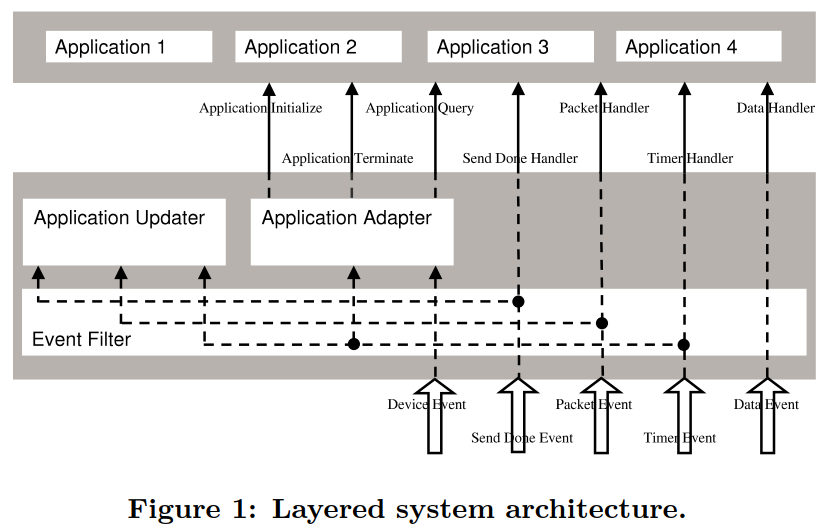 Application 1
Application 2
Application 3
Application 4
Application Initialize
Application Query
Packet Handler
Data Handler
Application Terminate
Send Done Handler
Timer Handler
Application Updater
Application Adapter
Event Filter
Device Event
Packet Event
Data Event
Send Done Event
Timer Event
Figure 1: Layered system architecture.